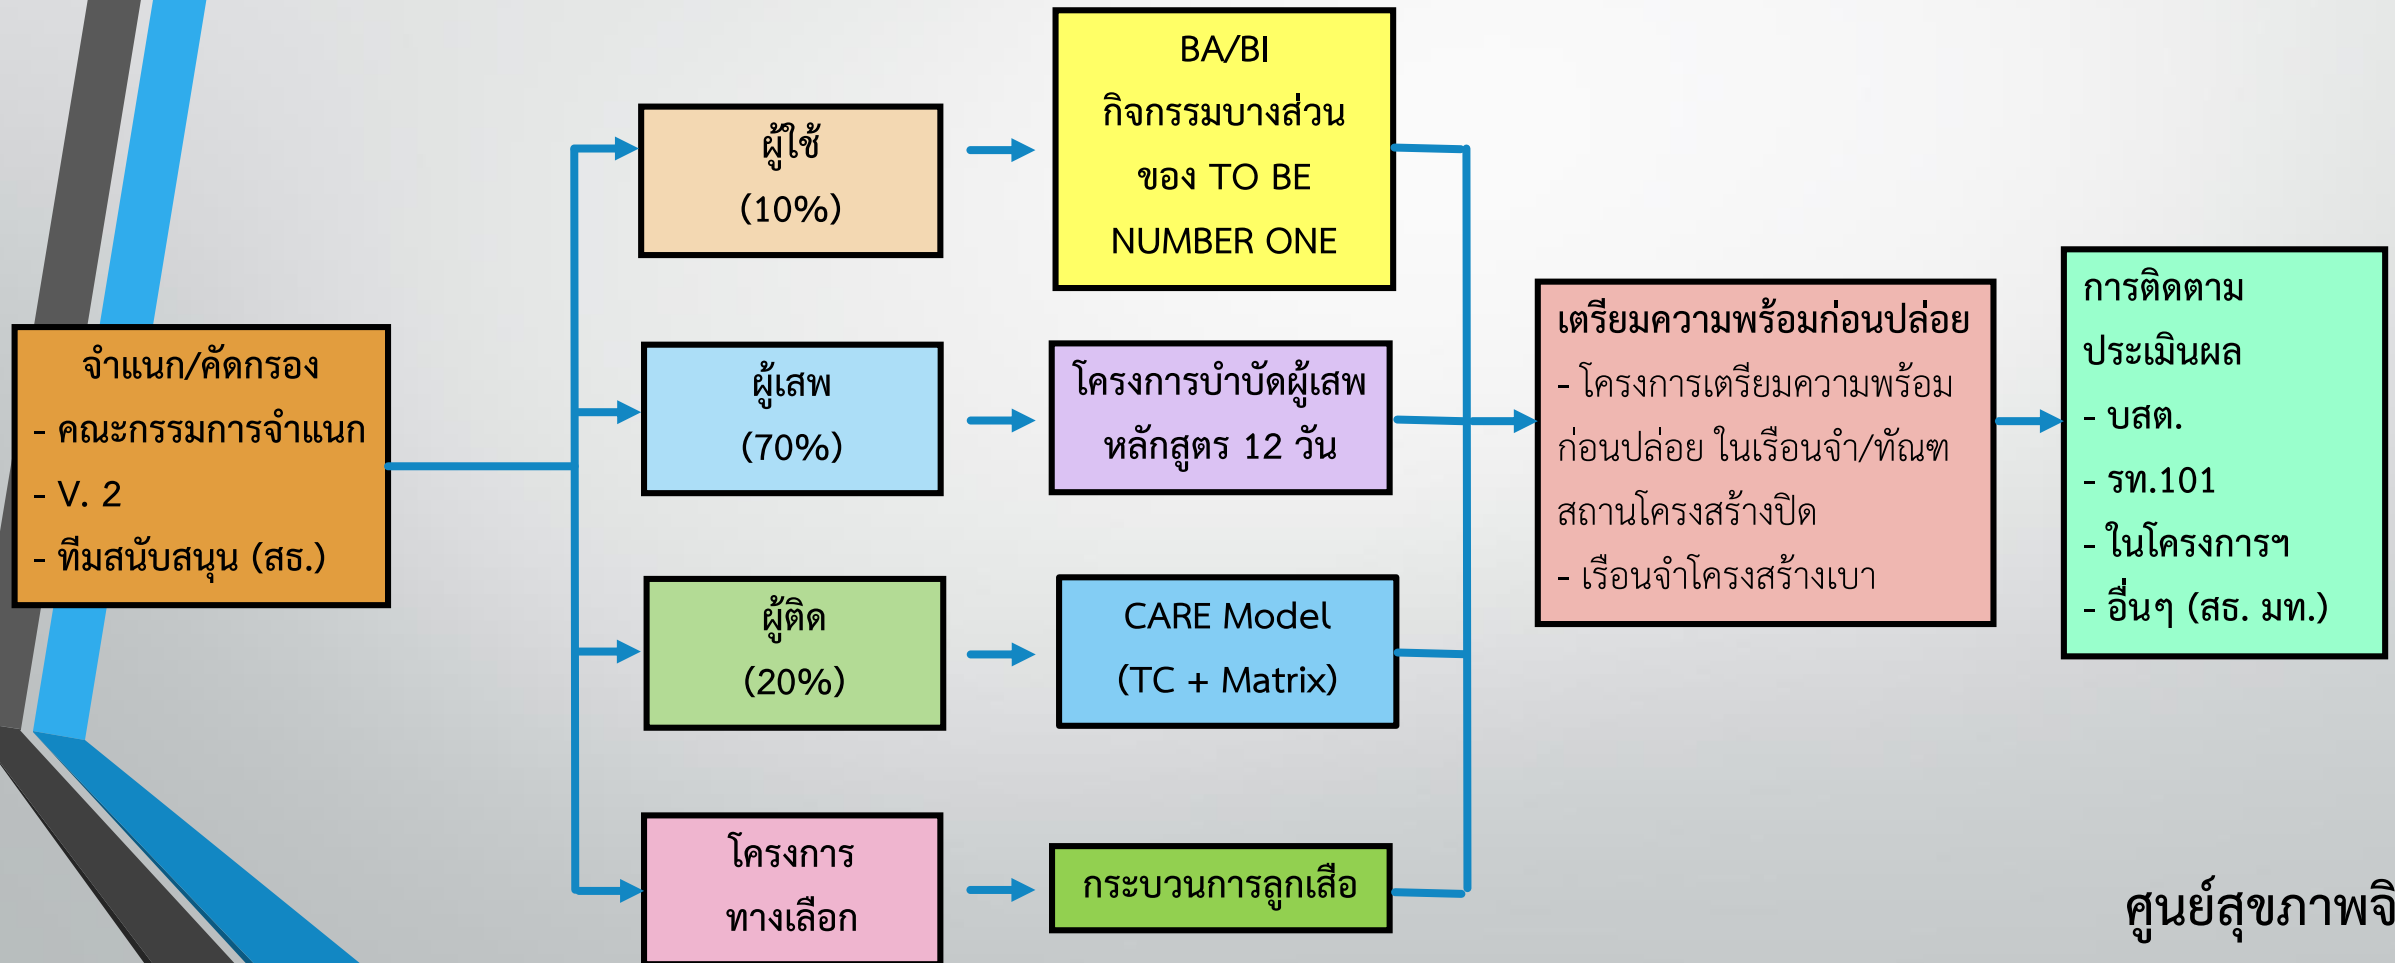 จำแนก/คัดกรอง
- คณะกรรมการจำแนก
- V. 2
- ทีมสนับสนุน (สธ.)
ผู้ใช้
(10%)
BA/BI
กิจกรรมบางส่วน
ของ TO BE
NUMBER ONE
ผู้เสพ
(70%)
โครงการบำบัดผู้เสพ
หลักสูตร 12 วัน
ผู้ติด
(20%)
CARE Model
(TC + Matrix)
โครงการ
ทางเลือก
กระบวนการลูกเสือ
เตรียมความพร้อมก่อนปล่อย
- โครงการเตรียมความพร้อม
ก่อนปล่อย ในเรือนจำ/ทัณฑ
สถานโครงสร้างปิด
- เรือนจำโครงสร้างเบา
การติดตาม
ประเมินผล
- บสต.
- รท.101
- ในโครงการฯ
- อื่นๆ (สธ. มท.)
ศูนย์สุขภาพจิ